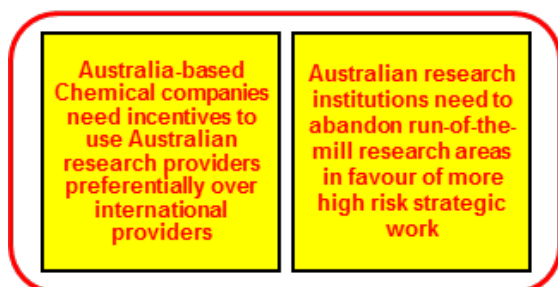 Australia-based
Chemical companies
need incentives to
use Australian
research providers
preferentially over
international
providers
Australian research
institutions need to
abandon run-of-the-
mill research areas
in favour of more
high risk strategic
work